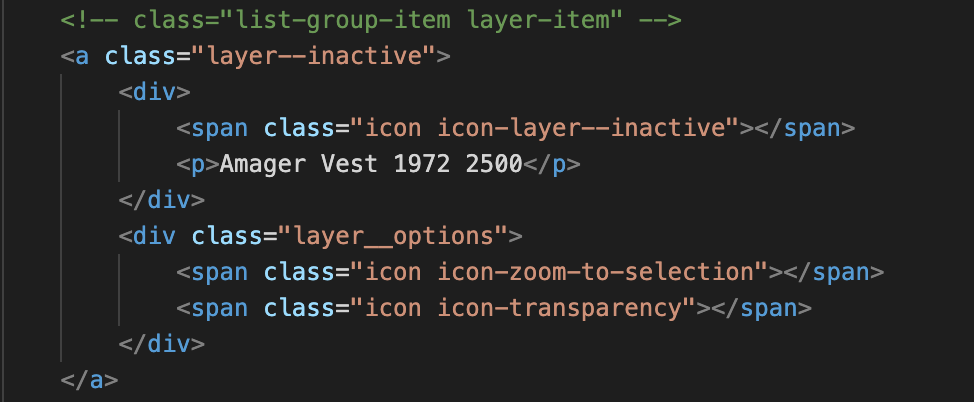 <!-- class="list-group-item layer-item" -->
<a class="layer--inactive">
<div>
<span class="icon icon-layer--inactive"></span>
<p>Amager Vest 1972 2500</p>
</div>
<div class="layer__options">
<span class="icon icon-zoom-to-selection"></span>
<span class="icon icon-transparency"></span>
</div>
</a>